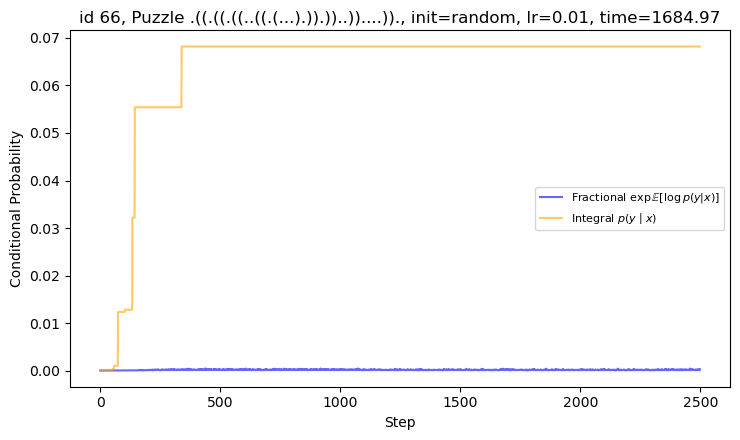 id 66, Puzzle .((.((.((..((.(...).)).))..))....))., init=random, lr=0.01, time=1684.97
0.07
0.06
0.05
0.04
0.03
0.02
0.01
0.00
Conditional Probability
Fractional exp𝔼[log p(y|x)]
Integral p(y | x)
0
500
1000
1500
2000
2500
Step